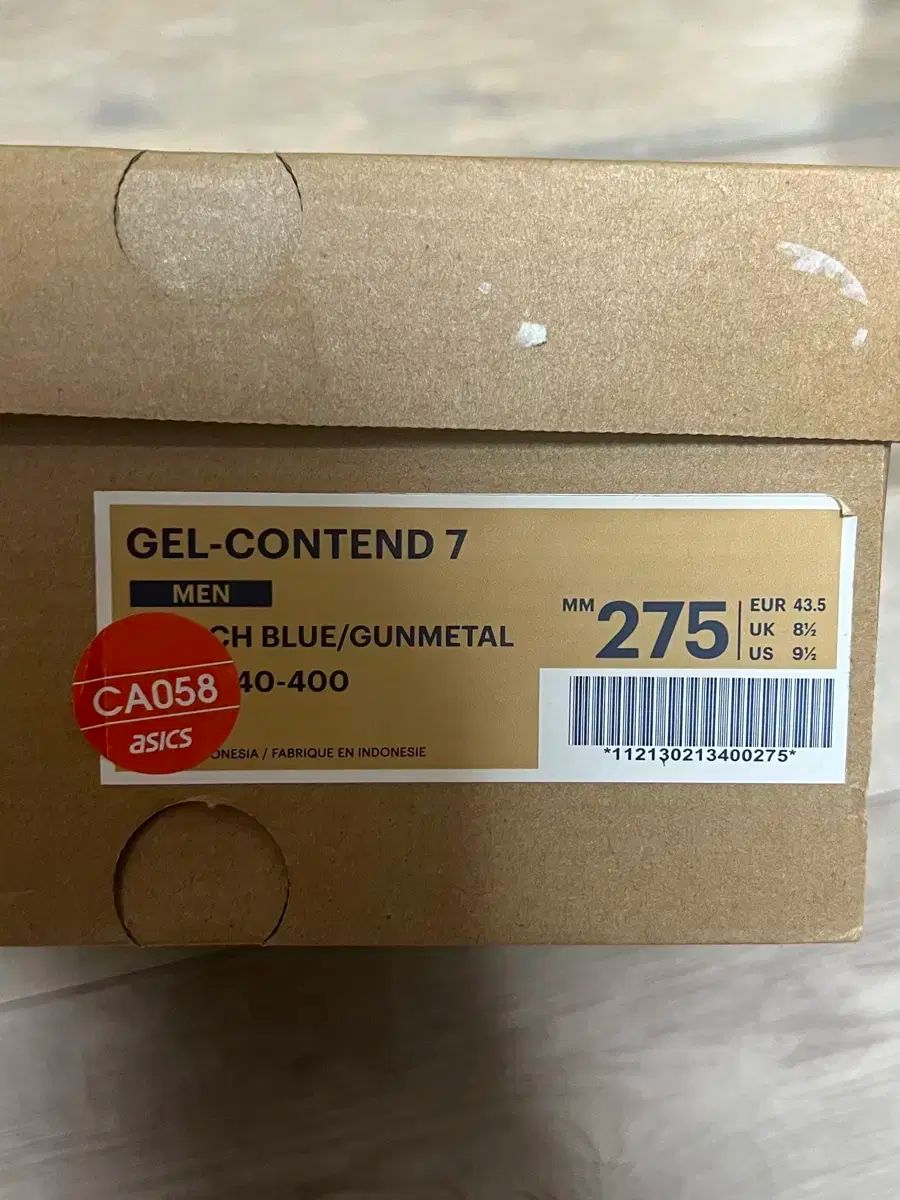 GEL-CONTEND 7
MEN
CH BLUE/GUNMETAL
40-400
ONESIA / FABRIQUE EN INDONESIE
CA058
asics
MM 275
EUR 43.5
UK 8½
US 9½
*112130213400275*